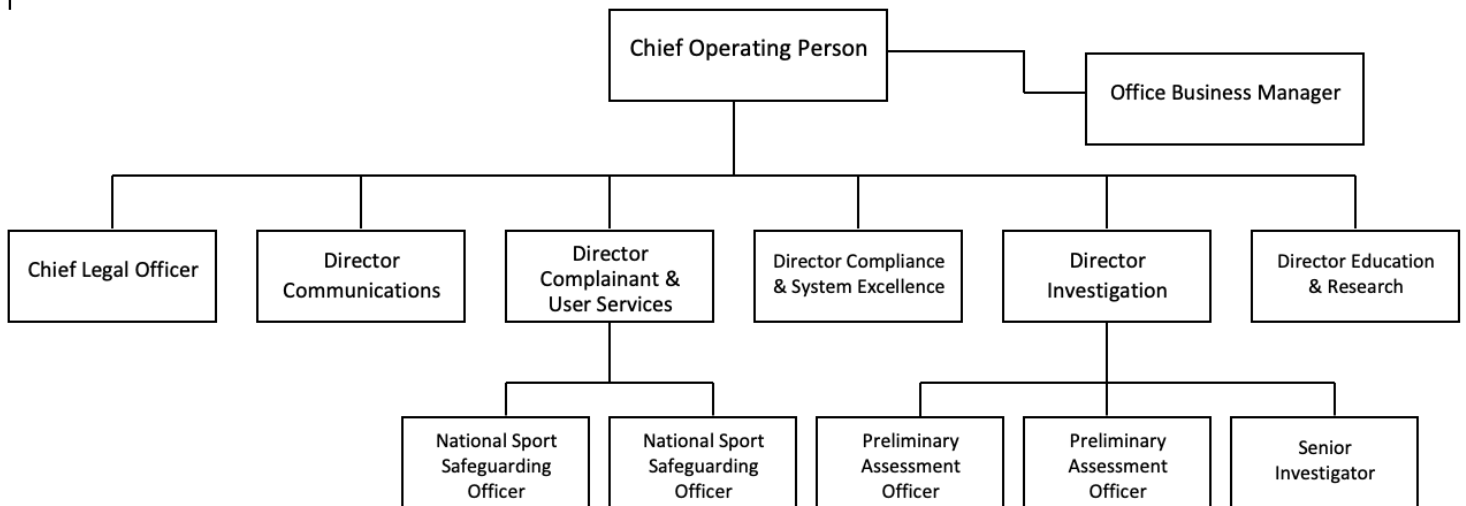 Chief Operating Person
Office Business Manager
Chief Legal Officer
Director
Communications
Director
Complainant &
User Services
Director Compliance
& System Excellence
Director
Investigation
Director Education
& Research
National Sport
Safeguarding
Officer
National Sport
Safeguarding
Officer
Preliminary
Assessment
Officer
Preliminary
Assessment
Officer
Senior
Investigator